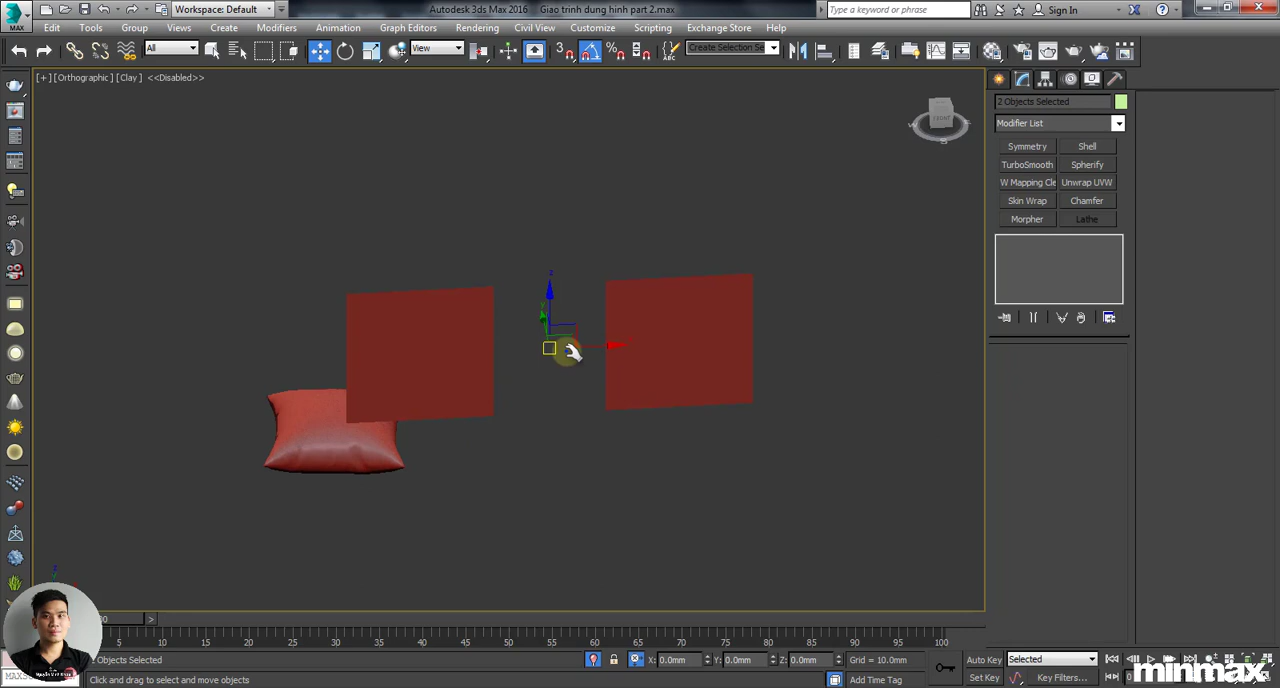 MAX
Workspace: Default
Autodesk 3ds Max 2016
Giao trinh dung hinh part 2.max
Type a keyword or phrase
Sign In
Edit Tools Group Views Create Modifiers Animation Graph Editors Rendering Civil View Customize Scripting Tennguyen Help
All
View
3
Create Selection Se
[+][Orthographic][Clay] <<Disabled>>
FRONT
2 Objects Selected
Modifier List
Symmetry Shell
TurboSmooth Spherify
W Mapping Cle Unwrap UVW
Skin Wrap Chamfer
Morpher Lathe
z
y
z
5 10 15 20 25 30 35 40 45 50 55 60 65 70 75 80 85 90 95 100
2 Objects Selected
X: 0.0mm Y: 0.0mm Z: 0.0mm Grid = 10.0mm
Auto Key Selected
Click and drag to select and move objects
Add Time Tag
Set Key Key Filters...
minmax